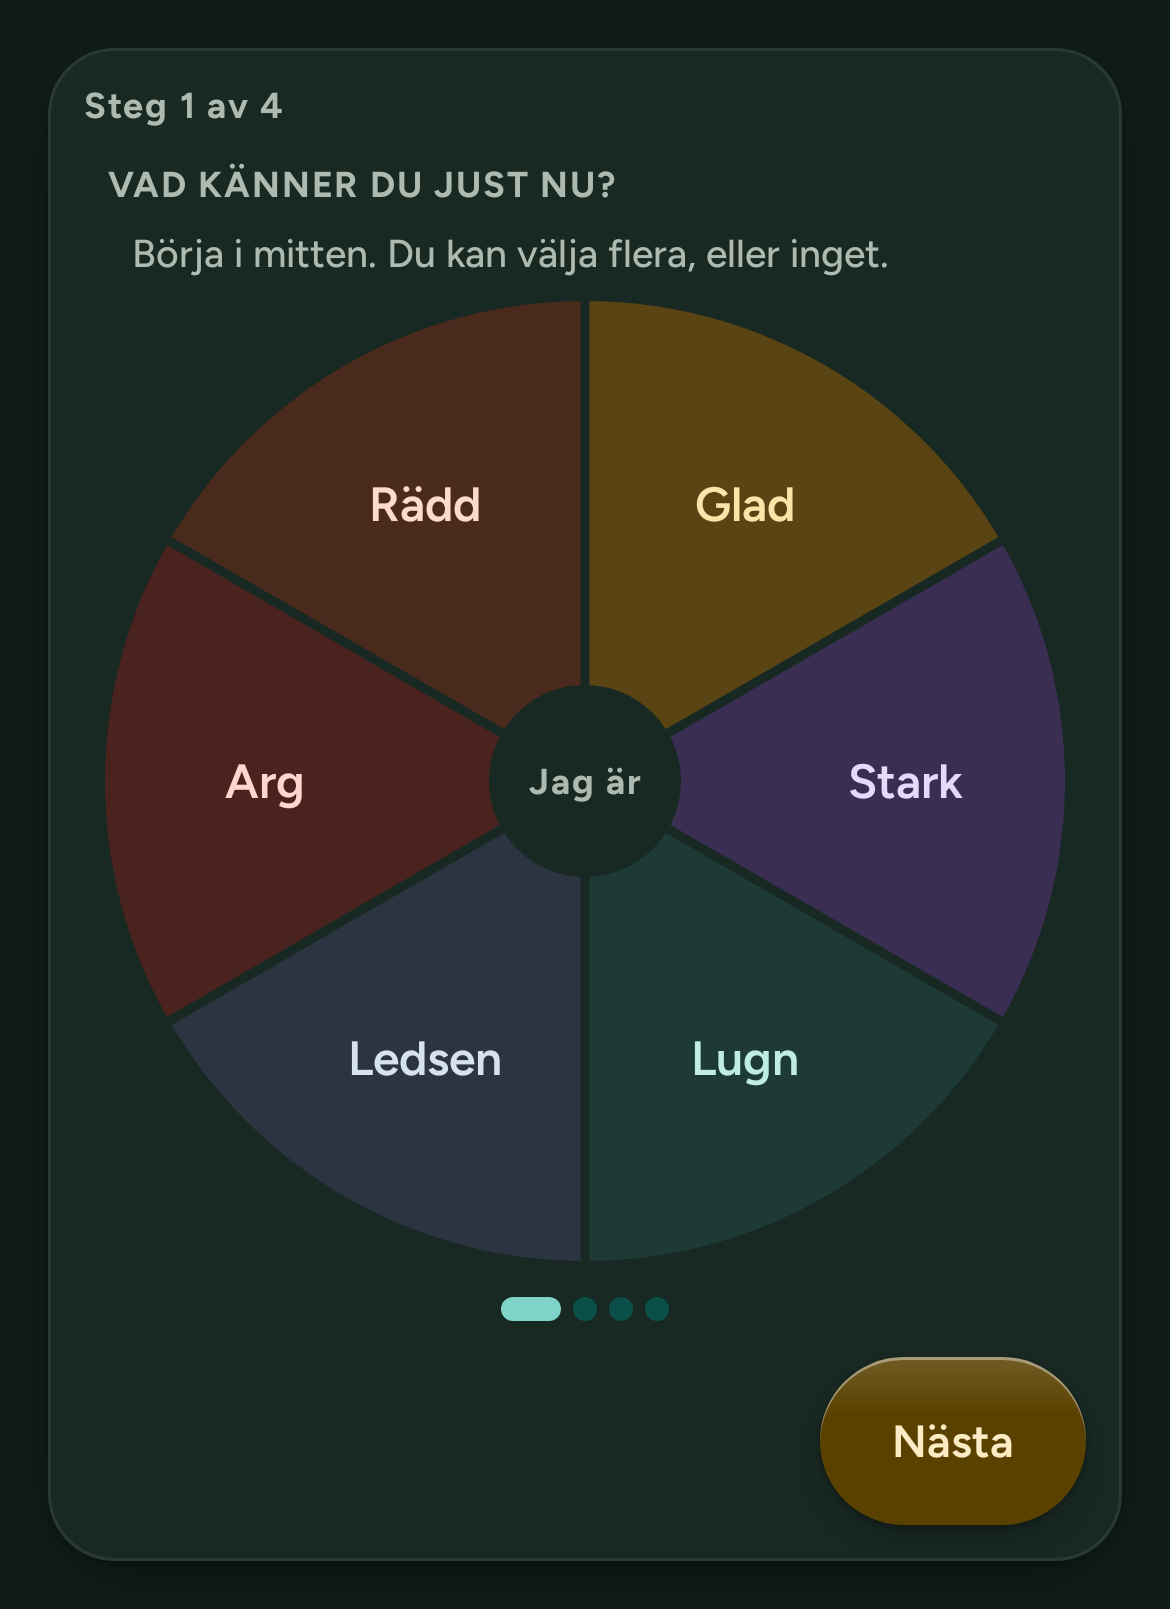 Steg 1 av 4
VAD KÄNNER DU JUST NU?
Börja i mitten. Du kan välja flera, eller inget.
Rädd
Glad
Arg
Jag är
Stark
Ledsen
Lugn
Nästa